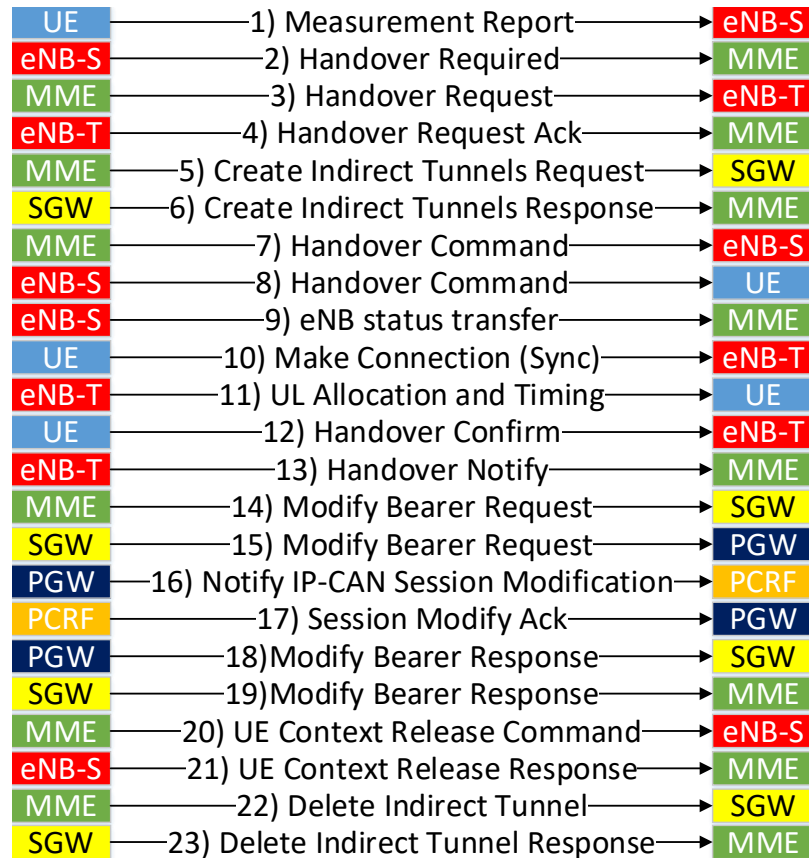 UE 1) Measurement Report eNB-S
eNB-S 2) Handover Required MME
MME 3) Handover Request eNB-T
eNB-T 4) Handover Request Ack MME
MME 5) Create Indirect Tunnels Request SGW
SGW 6) Create Indirect Tunnels Response MME
MME 7) Handover Command eNB-S
eNB-S 8) Handover Command UE
eNB-S 9) eNB status transfer MME
UE 10) Make Connection (Sync) eNB-T
eNB-T 11) UL Allocation and Timing UE
UE 12) Handover Confirm eNB-T
eNB-T 13) Handover Notify MME
MME 14) Modify Bearer Request SGW
SGW 15) Modify Bearer Request PGW
PGW 16) Notify IP-CAN Session Modification PCRF
PCRF 17) Session Modify Ack PGW
PGW 18)Modify Bearer Response SGW
SGW 19)Modify Bearer Response MME
MME 20) UE Context Release Command eNB-S
eNB-S 21) UE Context Release Response MME
MME 22) Delete Indirect Tunnel SGW
SGW 23) Delete Indirect Tunnel Response MME